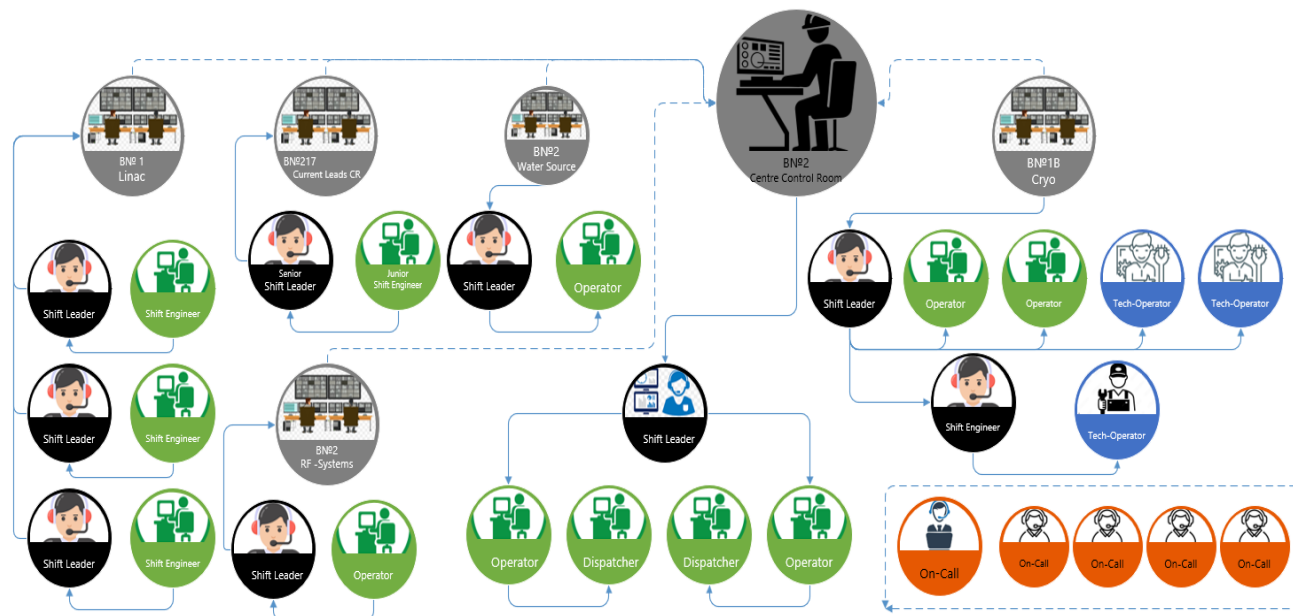 BNº 1
Linac
BNº217
Current Leads CR
BNº2
Water Source
BNº2
Centre Control Room
BNº1B
Cryo
Senior
Shift Leader
Junior
Shift Engineer
Shift Leader
Operator
Shift Leader
Operator
Operator
Tech-Operator
Tech-Operator
Shift Leader
Shift Engineer
Shift Leader
Shift Engineer
BNº2
RF -Systems
Shift Leader
Shift Engineer
Tech-Operator
Shift Leader
Shift Engineer
Shift Leader
Operator
Operator
Dispatcher
Dispatcher
Operator
On-Call
On-Call
On-Call
On-Call
On-Call